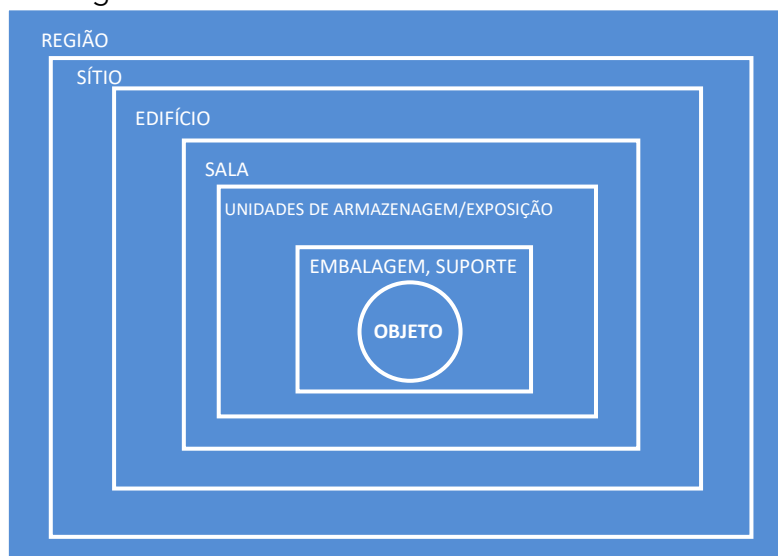 REGIÃO
SÍTIO
EDIFÍCIO
SALA
UNIDADES DE ARMAZENAGEM/EXPOSIÇÃO
EMBALAGEM, SUPORTE
OBJETO